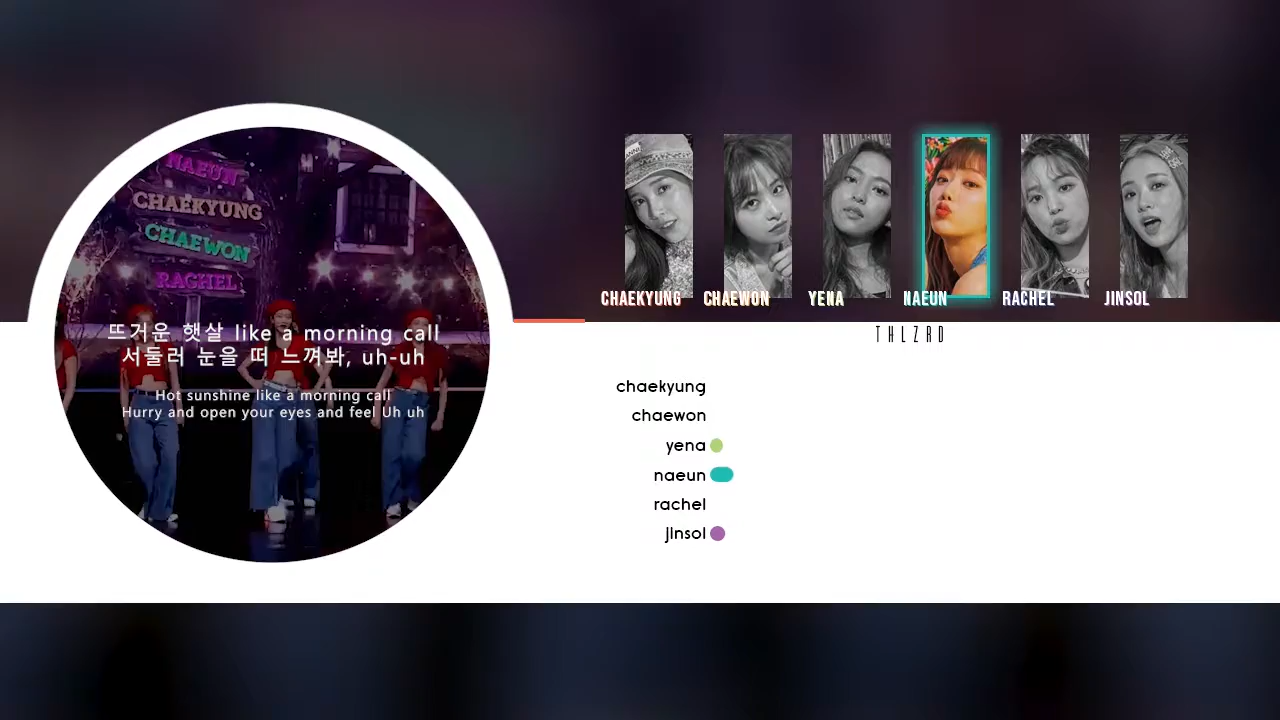 NAEUN
CHAEKYUNG
CHAEWON
RACHEL
뜨거운 햇살 like a morning call
서둘러 눈을 떠 느껴봐, uh-uh
Hot sunshine like a morning call
Hurry and open your eyes and feel Uh uh
CHAEKYUNG CHAEWON YENA NAEUN RACHEL JINSOL
THLZRD
chaekyung
chaewon
yena
naeun
rachel
jinsol